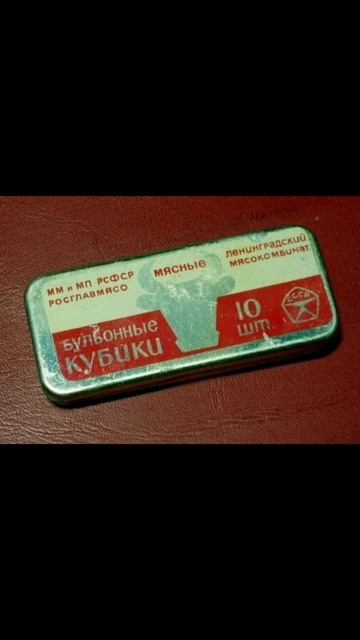 ММ и МП РСФСР
РОСГЛАВМЯСО
МЯСНЫЕ
ЛЕНИНГРАДСКИЙ
МЯСОКОМБИНАТ
БУЛЬОННЫЕ
КУБИКИ
10
шт.
СССР